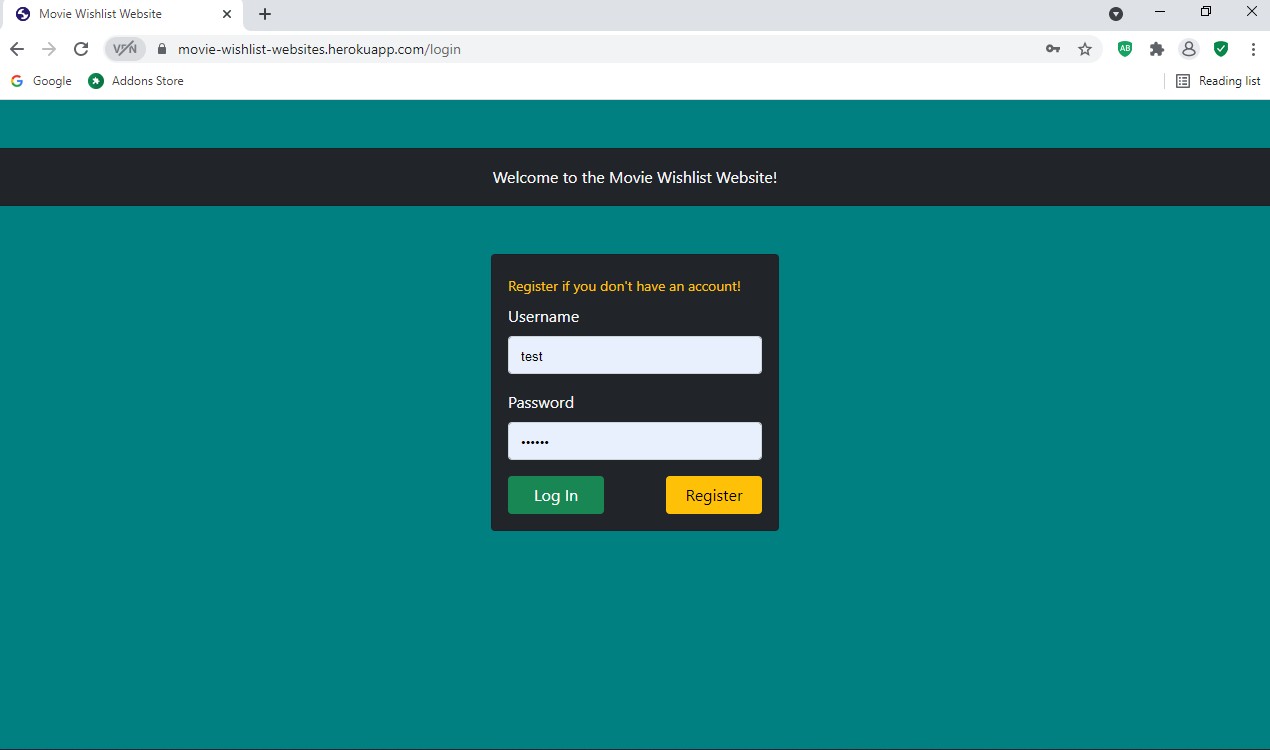 Movie Wishlist Website
VPN
movie-wishlist-websites.herokuapp.com/login
AB
Google
Addons Store
Reading list
Welcome to the Movie Wishlist Website!
Register if you don't have an account!
Username
test
Password
••••••
Log In Register